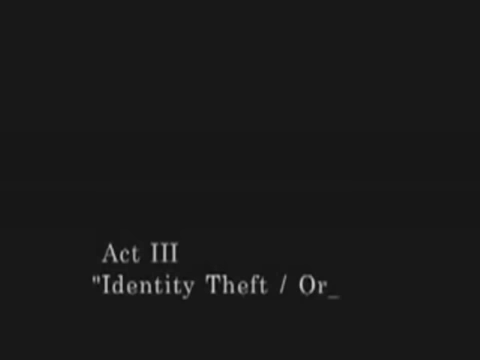 Act III
"Identity Theft / Or_